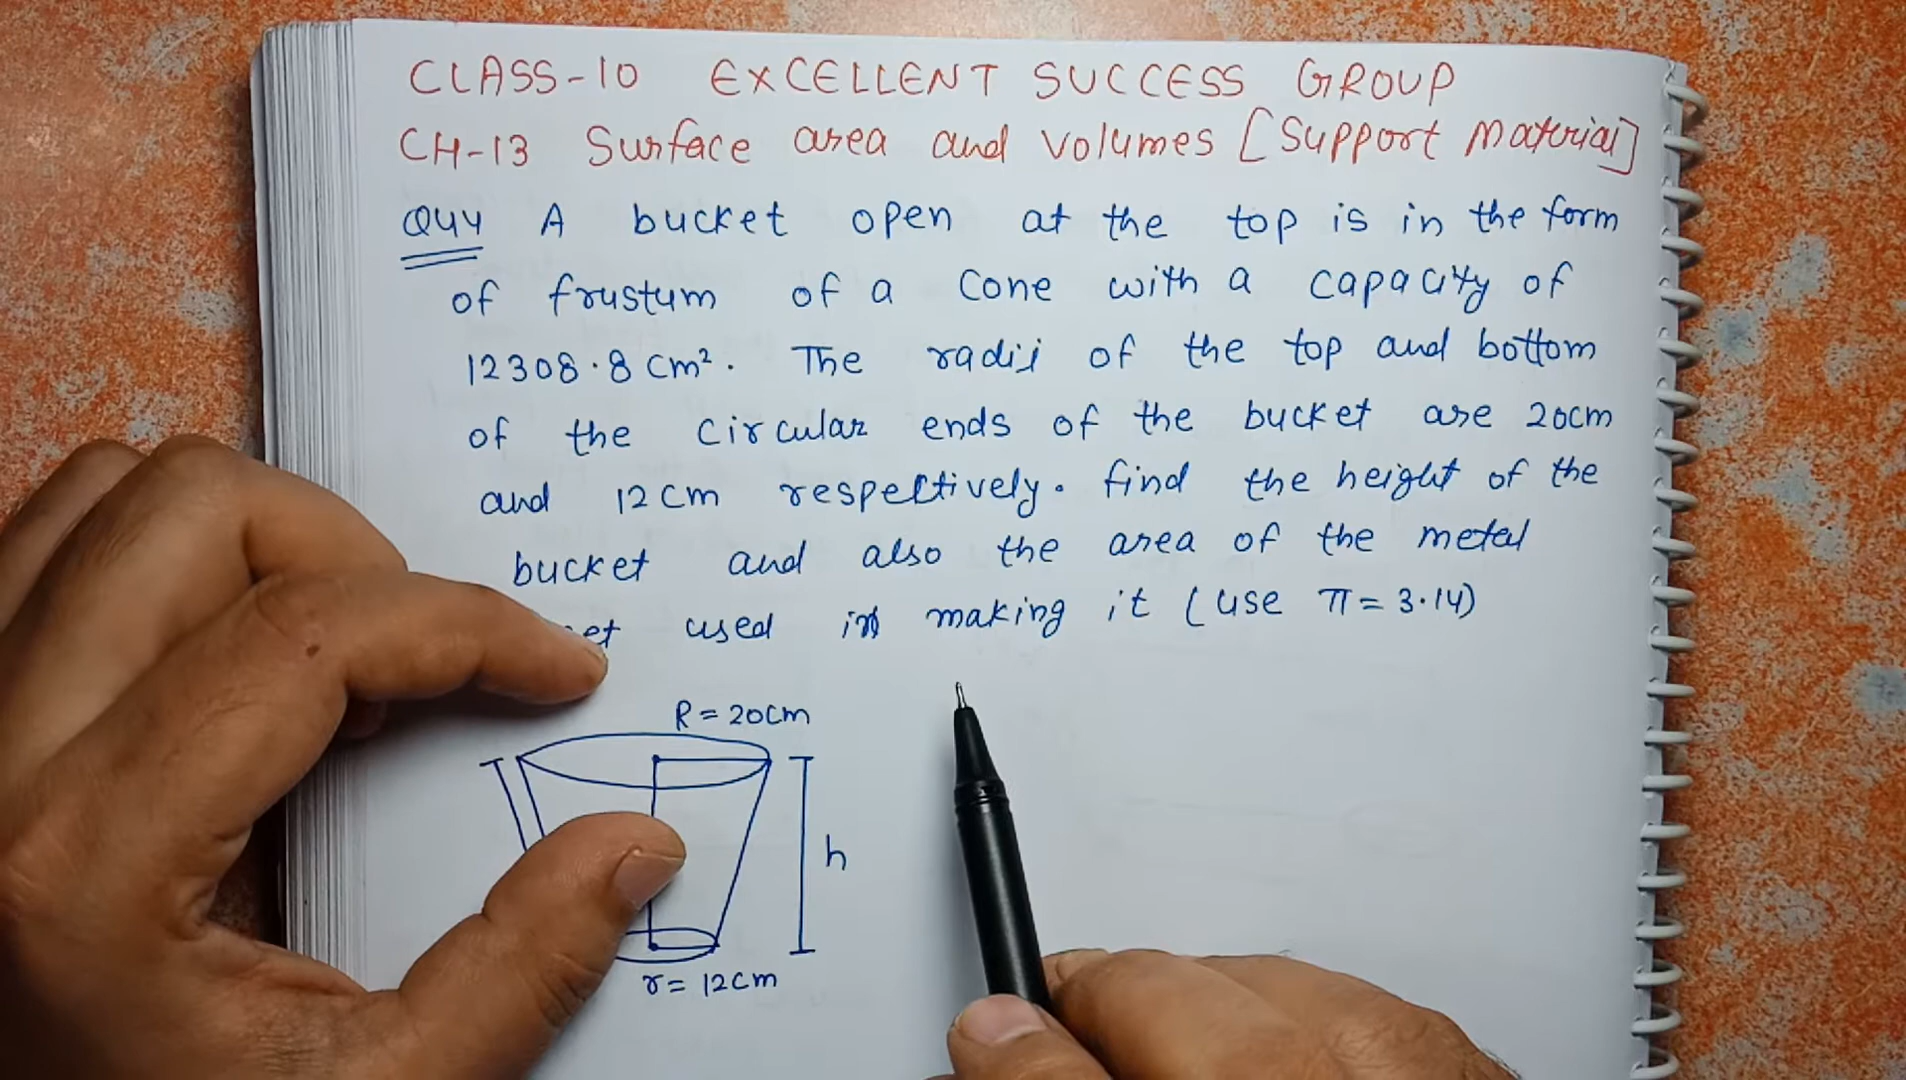 CLASS-10 EXCELLENT SUCCESS GROUP
CH-13 Surface area and volumes [Support Material]
Q44 A bucket open at the top is in the form
of frustum of a cone with a capacity of
12308.8 cm². The radii of the top and bottom
of the circular ends of the bucket are 20cm
and 12cm respectively. find the height of the
bucket and also the area of the metal
used in making it (use π = 3.14)
R = 20cm
h
r = 12cm